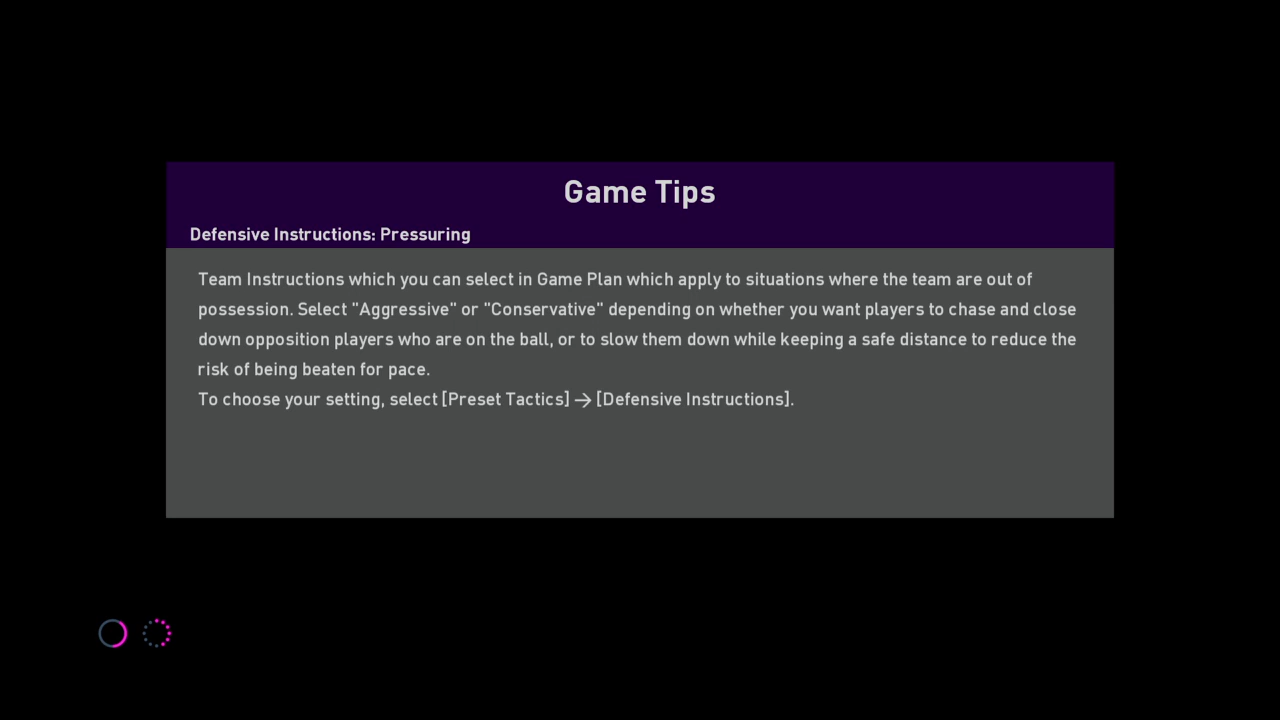 Game Tips
Defensive Instructions: Pressuring
Team Instructions which you can select in Game Plan which apply to situations where the team are out of
possession. Select "Aggressive" or "Conservative" depending on whether you want players to chase and close
down opposition players who are on the ball, or to slow them down while keeping a safe distance to reduce the
risk of being beaten for pace.
To choose your setting, select [Preset Tactics] → [Defensive Instructions].